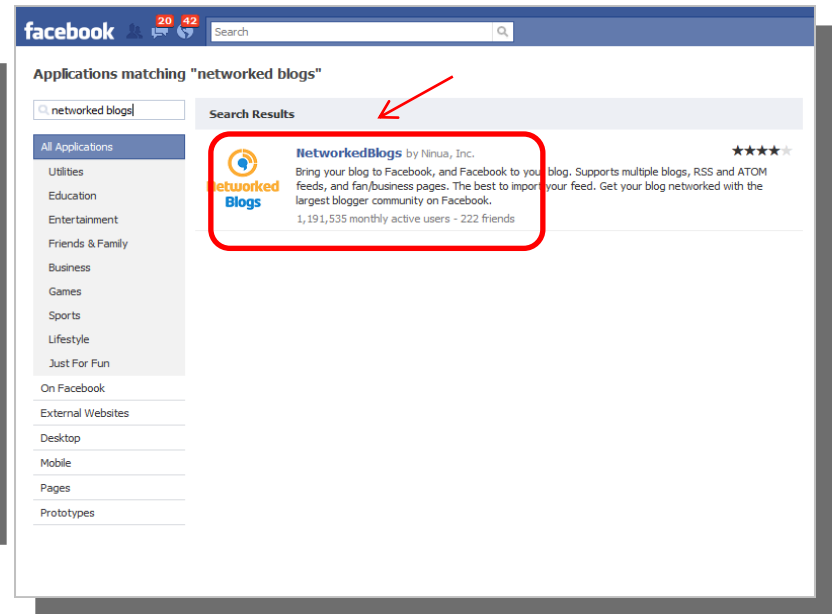 facebook
20
42
Search
Applications matching "networked blogs"
networked blogs
Search Results
All Applications
Utilities
Education
Entertainment
Friends & Family
Business
Games
Sports
Lifestyle
Just For Fun
On Facebook
External Websites
Desktop
Mobile
Pages
Prototypes
Networked
Blogs
NetworkedBlogs by Ninua, Inc.
Bring your blog to Facebook, and Facebook to your blog. Supports multiple blogs, RSS and ATOM
feeds, and fan/business pages. The best to import your feed. Get your blog networked with the
largest blogger community on Facebook.
1,191,535 monthly active users - 222 friends